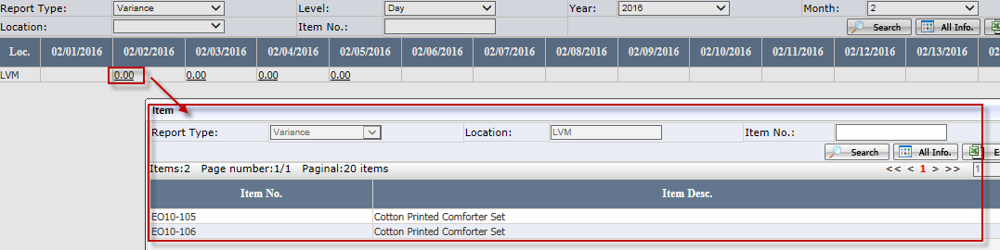 Report Type: Variance Level: Day Year: 2016 Month: 2
Location: Item No.: Search All Info.
Loc. 02/01/2016 02/02/2016 02/03/2016 02/04/2016 02/05/2016 02/06/2016 02/07/2016 02/08/2016 02/09/2016 02/10/2016 02/11/2016 02/12/2016 02/13/2016 02
LVM 0.00 0.00 0.00 0.00
Item
Report Type: Variance Location: LVM Item No.:
Search All Info. E
Items:2 Page number:1/1 Paginal:20 items << < 1 > >> 1
Item No. Item Desc.
EO10-105 Cotton Printed Comforter Set
EO10-106 Cotton Printed Comforter Set